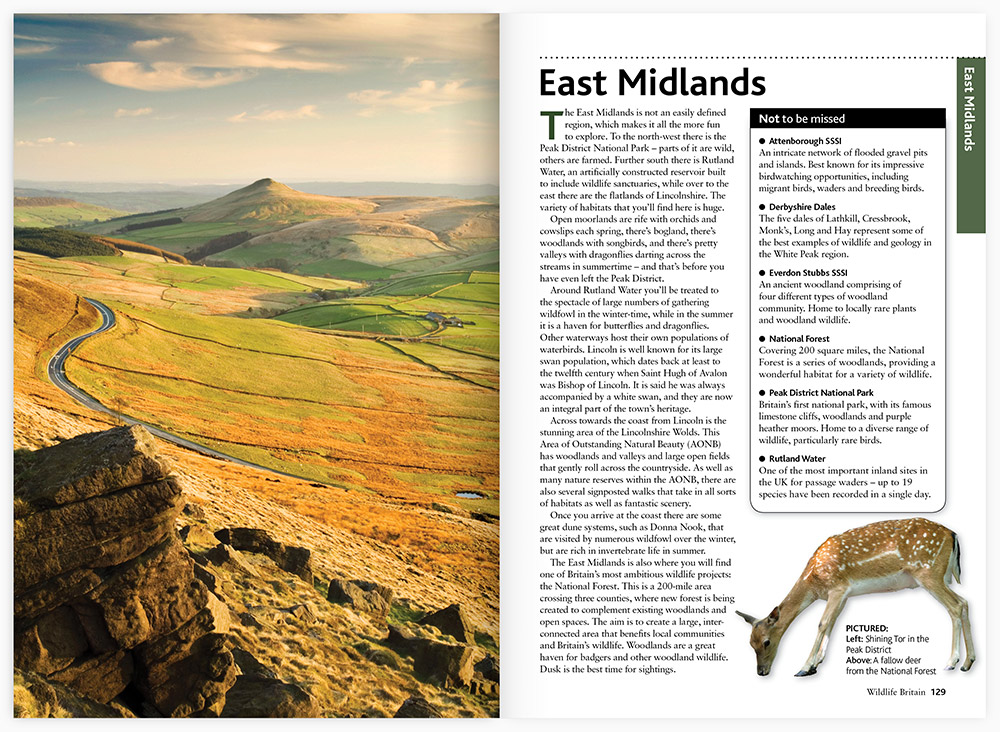 East Midlands
The East Midlands is not an easily defined
region, which makes it all the more fun
to explore. To the north-west there is the
Peak District National Park – parts of it are wild,
others are farmed. Further south there is Rutland
Water, an artificially constructed reservoir built
to include wildlife sanctuaries, while over to the
east there are the flatlands of Lincolnshire. The
variety of habitats that you'll find here is huge.
Open moorlands are rife with orchids and
cowslips each spring, there's bogland, there's
woodlands with songbirds, and there's pretty
valleys with dragonflies darting across the
streams in summertime – and that's before you
have even left the Peak District.
Around Rutland Water you'll be treated to
the spectacle of large numbers of gathering
wildfowl in the winter-time, while in the summer
it is a haven for butterflies and dragonflies.
Other waterways host their own populations of
waterbirds. Lincoln is well known for its large
swan population, which dates back at least to
the twelfth century when Saint Hugh of Avalon
was Bishop of Lincoln. It is said he was always
accompanied by a white swan, and they are now
an integral part of the town's heritage.
Across towards the coast from Lincoln is the
stunning area of the Lincolnshire Wolds. This
Area of Outstanding Natural Beauty (AONB)
has woodlands and valleys and large open fields
that gently roll across the countryside. As well as
many nature reserves within the AONB, there are
also several signposted walks that take in all sorts
of habitats as well as fantastic scenery.
Once you arrive at the coast there are some
great dune systems, such as Donna Nook, that
are visited by numerous wildfowl over the winter,
but are rich in invertebrate life in summer.
The East Midlands is also where you will find
one of Britain's most ambitious wildlife projects:
the National Forest. This is a 200-mile area
crossing three counties, where new forest is being
created to complement existing woodlands and
open spaces. The aim is to create a large, inter-
connected area that benefits local communities
and Britain's wildlife. Woodlands are a great
haven for badgers and other woodland wildlife.
Dusk is the best time for sightings.
Not to be missed
● Attenborough SSSI
An intricate network of flooded gravel pits
and islands. Best known for its impressive
birdwatching opportunities, including
migrant birds, waders and breeding birds.
● Derbyshire Dales
The five dales of Lathkill, Cressbrook,
Monk's, Long and Hay represent some of
the best examples of wildlife and geology in
the White Peak region.
● Everdon Stubbs SSSI
An ancient woodland comprising of
four different types of woodland
community. Home to locally rare plants
and woodland wildlife.
● National Forest
Covering 200 square miles, the National
Forest is a series of woodlands, providing a
wonderful habitat for a variety of wildlife.
● Peak District National Park
Britain's first national park, with its famous
limestone cliffs, woodlands and purple
heather moors. Home to a diverse range of
wildlife, particularly rare birds.
● Rutland Water
One of the most important inland sites in
the UK for passage waders – up to 19
species have been recorded in a single day.
East Midlands
PICTURED:
Left: Shining Tor in the
Peak District
Above: A fallow deer
from the National Forest
Wildlife Britain 129